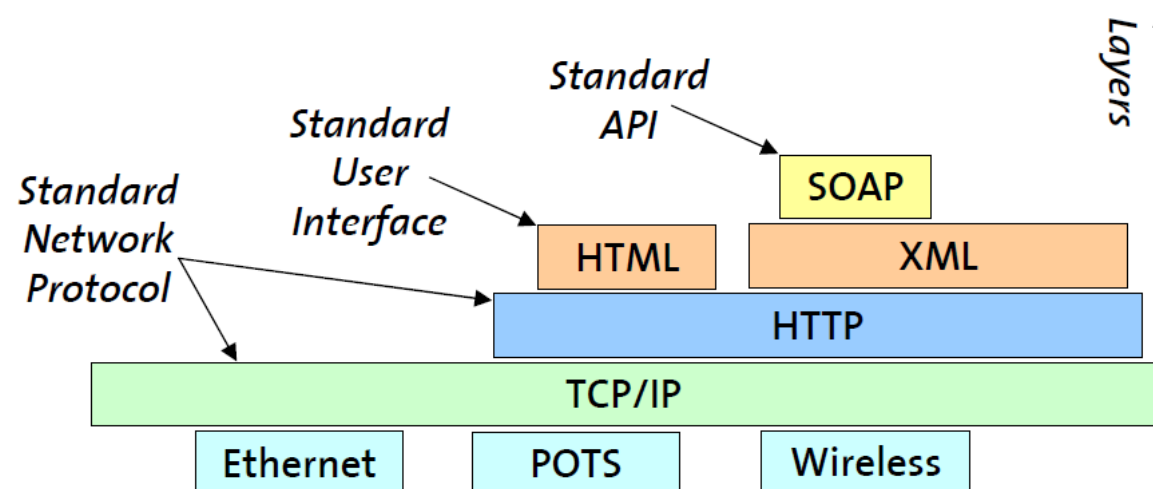 Layers
Standard
API
Standard
User
Interface
Standard
Network
Protocol
SOAP
HTML
XML
HTTP
TCP/IP
Ethernet
POTS
Wireless